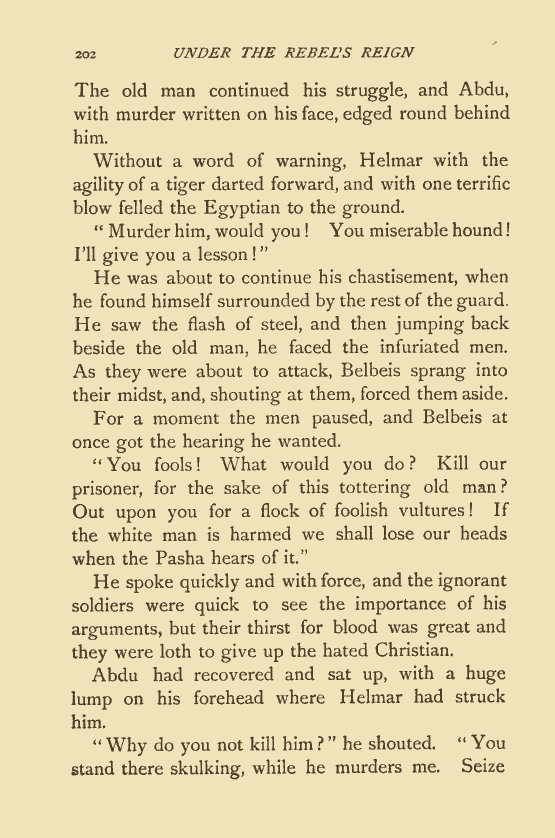 202 UNDER THE REBEL'S REIGN
The old man continued his struggle, and Abdu,
with murder written on his face, edged round behind
him.
Without a word of warning, Helmar with the
agility of a tiger darted forward, and with one terrific
blow felled the Egyptian to the ground.
" Murder him, would you! You miserable hound!
I'll give you a lesson!"
He was about to continue his chastisement, when
he found himself surrounded by the rest of the guard.
He saw the flash of steel, and then jumping back
beside the old man, he faced the infuriated men.
As they were about to attack, Belbeis sprang into
their midst, and, shouting at them, forced them aside.
For a moment the men paused, and Belbeis at
once got the hearing he wanted.
"You fools! What would you do? Kill our
prisoner, for the sake of this tottering old man?
Out upon you for a flock of foolish vultures! If
the white man is harmed we shall lose our heads
when the Pasha hears of it."
He spoke quickly and with force, and the ignorant
soldiers were quick to see the importance of his
arguments, but their thirst for blood was great and
they were loth to give up the hated Christian.
Abdu had recovered and sat up, with a huge
lump on his forehead where Helmar had struck
him.
"Why do you not kill him?" he shouted. "You
stand there skulking, while he murders me. Seize